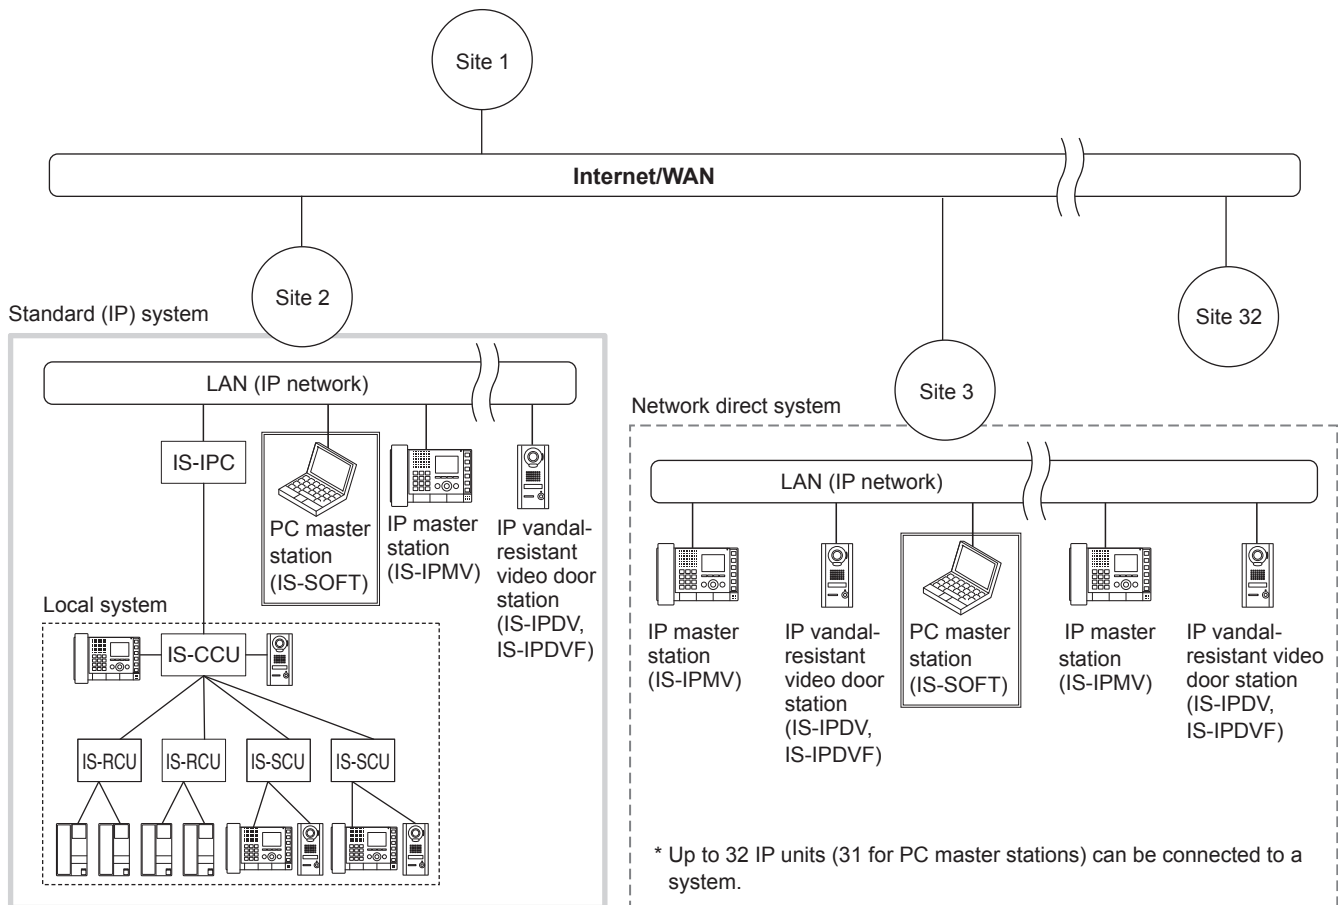 Site 1
Internet/WAN
Site 2
Site 32
Site 3
Standard (IP) system
LAN (IP network)
IS-IPC
PC master
station
(IS-SOFT)
IP master
station
(IS-IPMV)
IP vandal-
resistant
video door
station
(IS-IPDV,
IS-IPDVF)
Local system
IS-CCU
IS-RCU
IS-RCU
IS-SCU
IS-SCU
Network direct system
LAN (IP network)
IP master
station
(IS-IPMV)
IP vandal-
resistant
video door
station
(IS-IPDV,
IS-IPDVF)
PC master
station
(IS-SOFT)
IP master
station
(IS-IPMV)
IP vandal-
resistant video
door station
(IS-IPDV,
IS-IPDVF)
* Up to 32 IP units (31 for PC master stations) can be connected to a
system.